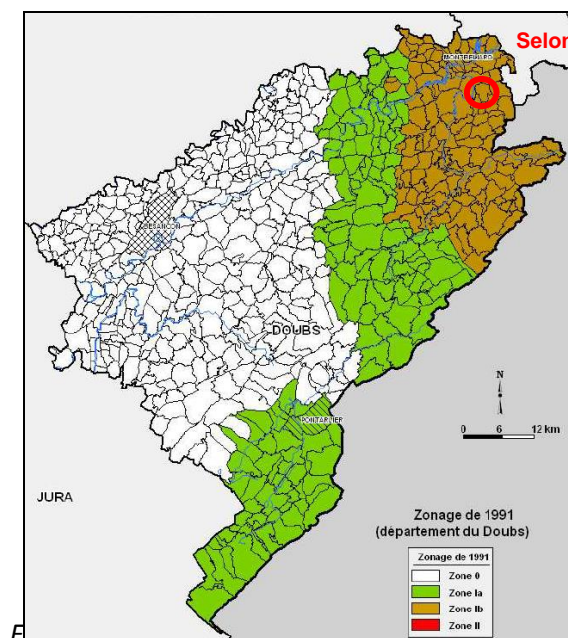 Selon
MONTBELIARD
BESANCON
DOUBS
PONTARLIER
N
0 6 12 km
JURA
Zonage de 1991
(département du Doubs)
Zonage de 1991
Zone 0
Zone Ia
Zone Ib
Zone II